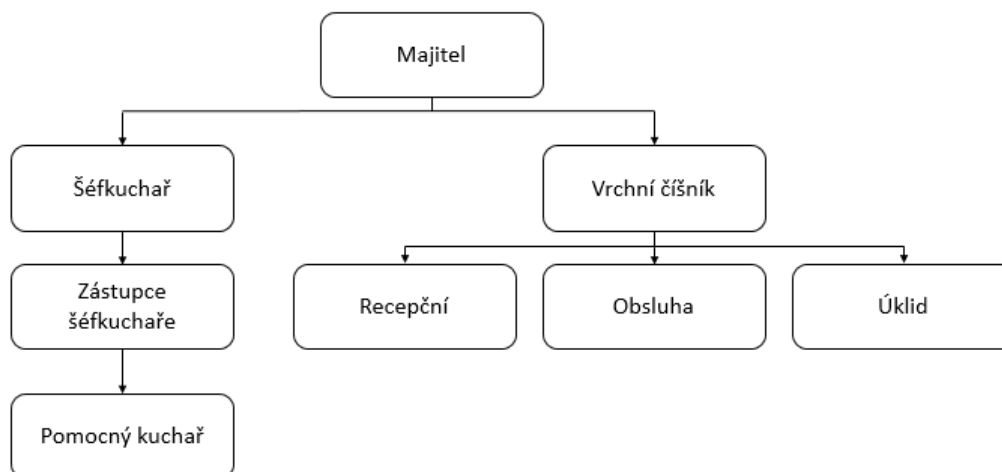 Majitel
Šéfkuchař
Vrchní číšník
Zástupce
šéfkuchaře
Recepční
Obsluha
Úklid
Pomocný kuchař